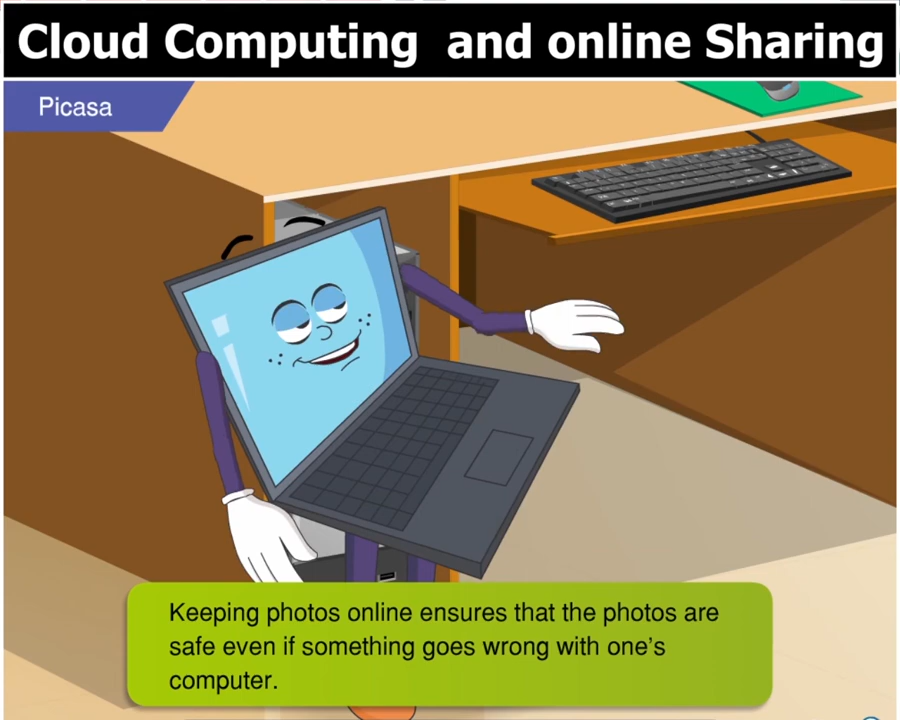 Cloud Computing and online Sharing
Picasa
Keeping photos online ensures that the photos are
safe even if something goes wrong with one's
computer.